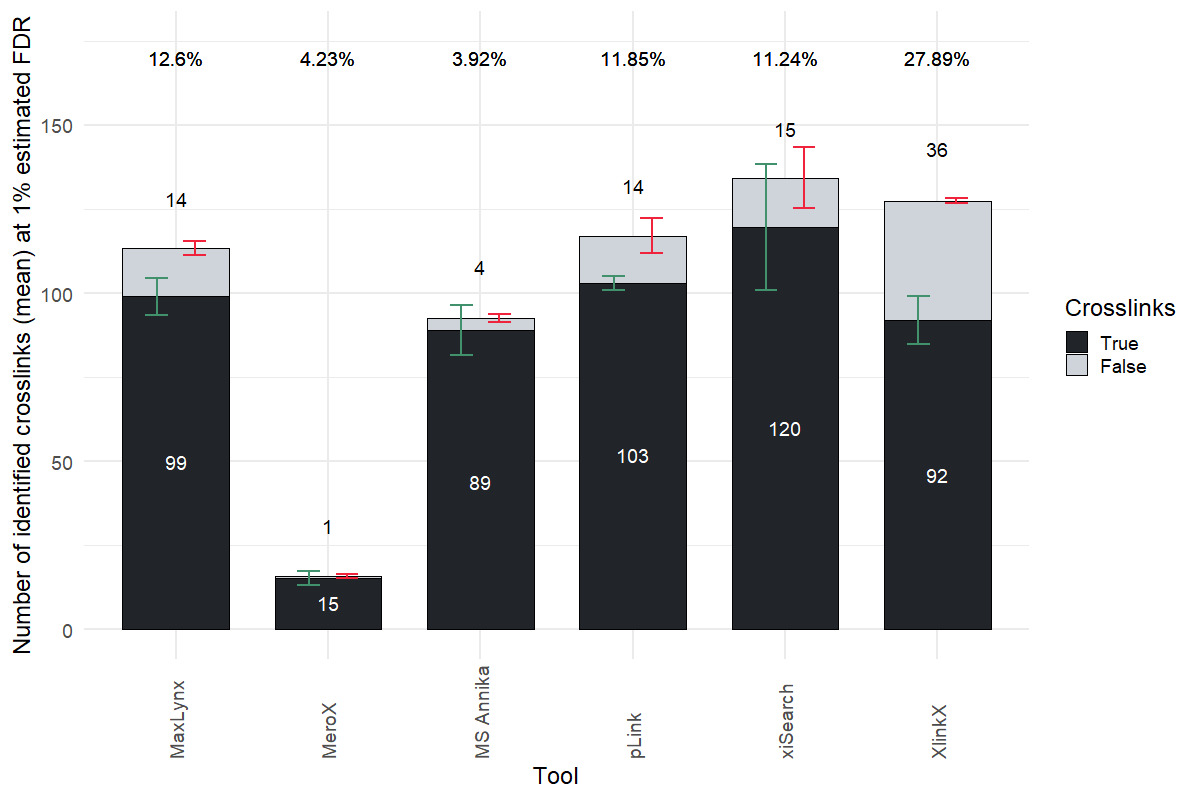 Number of identified crosslinks (mean) at 1% estimated FDR
12.6% 4.23% 3.92% 11.85% 11.24% 27.89%
150
100
50
0
14
1
4
14
15
36
99
15
89
103
120
92
MaxLynx
MeroX
MS Annika
pLink
xiSearch
XlinkX
Tool
Crosslinks
True
False